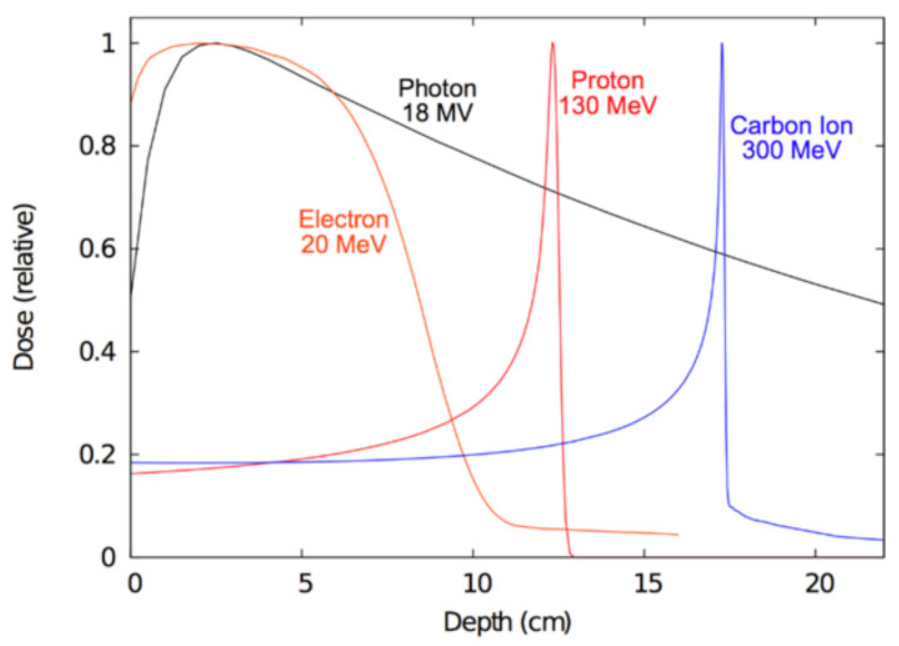 1
0.8
0.6
0.4
0.2
0
Dose (relative)
Photon
18 MV
Proton
130 MeV
Carbon Ion
300 MeV
Electron
20 MeV
0 5 10 15 20
Depth (cm)